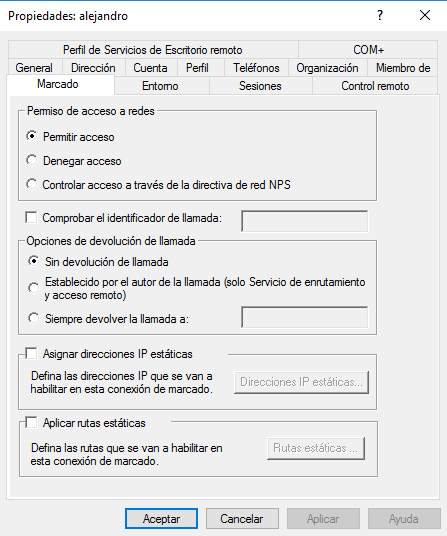 Propiedades: alejandro
?
Perfil de Servicios de Escritorio remoto
COM+
General
Dirección
Cuenta
Perfil
Teléfonos
Organización
Miembro de
Marcado
Entorno
Sesiones
Control remoto
Permiso de acceso a redes
Permitir acceso
Denegar acceso
Controlar acceso a través de la directiva de red NPS
Comprobar el identificador de llamada:
Opciones de devolución de llamada
Sin devolución de llamada
Establecido por el autor de la llamada (solo Servicio de enrutamiento
y acceso remoto)
Siempre devolver la llamada a:
Asignar direcciones IP estáticas
Defina las direcciones IP que se van a
habilitar en esta conexión de marcado.
Direcciones IP estáticas...
Aplicar rutas estáticas
Defina las rutas que se van a habilitar en
esta conexión de marcado.
Rutas estáticas ...
Aceptar
Cancelar
Aplicar
Ayuda